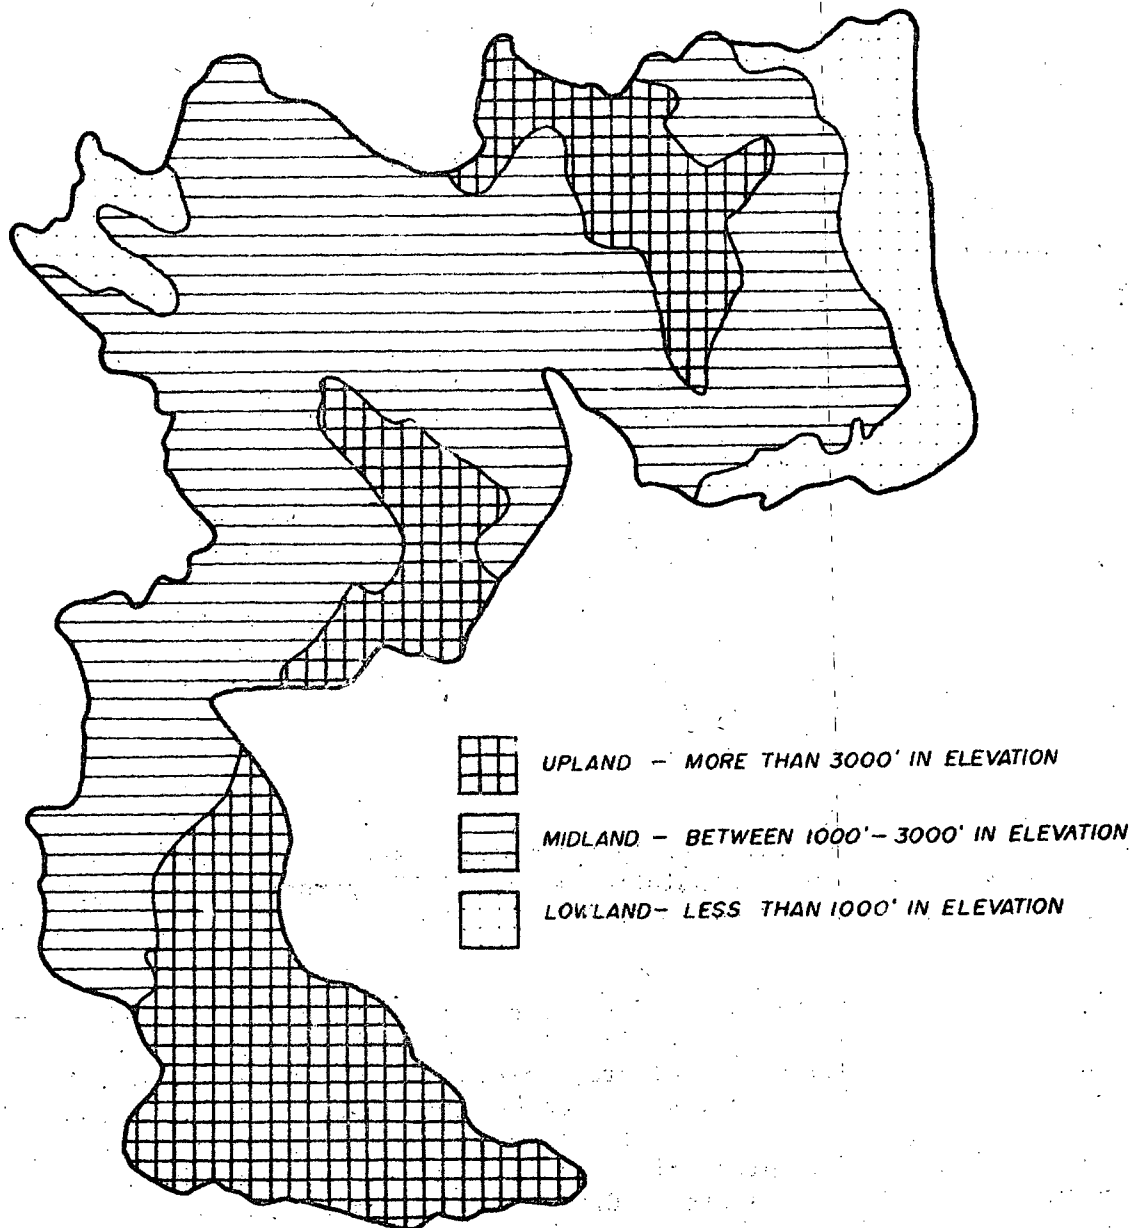 UPLAND – MORE THAN 3000' IN ELEVATION
MIDLAND – BETWEEN 1000'– 3000' IN ELEVATION
LOWLAND– LESS THAN 1000' IN ELEVATION